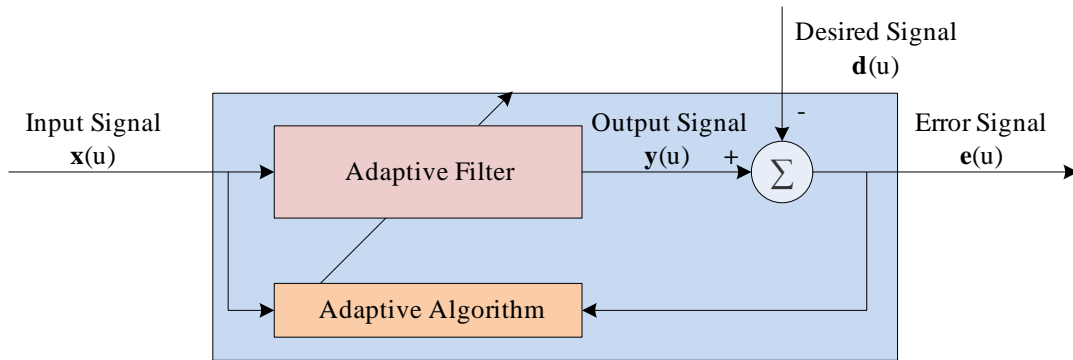 Desired Signal
d(u)
Input Signal
x(u)
Output Signal
y(u)
Error Signal
e(u)
-
+
Adaptive Filter
Σ
Adaptive Algorithm